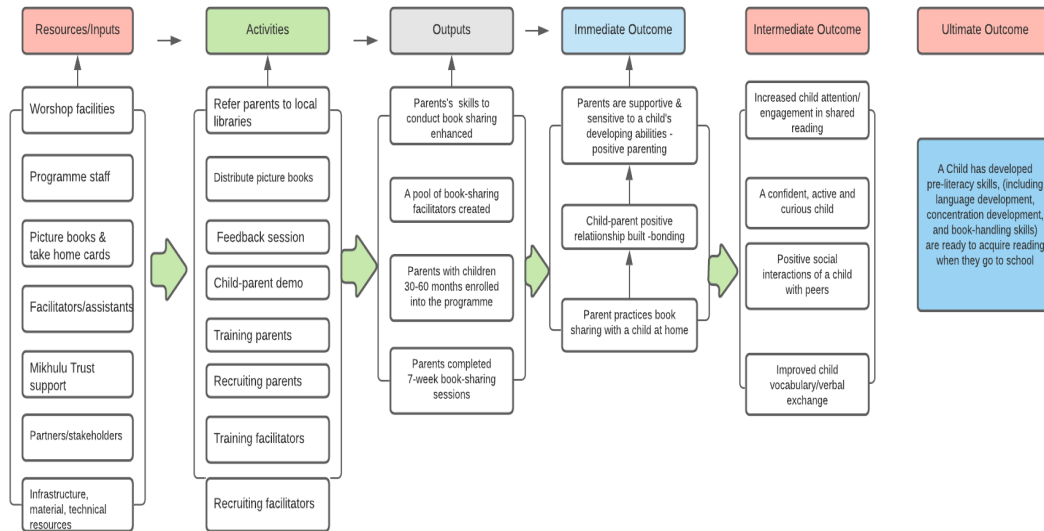 Resources/Inputs
Activities
Outputs
Immediate Outcome
Intermediate Outcome
Ultimate Outcome
Worshop facilities
Programme staff
Picture books &
take home cards
Facilitators/assistants
Mikhulu Trust
support
Partners/stakeholders
Infrastructure,
material, technical
resources
Refer parents to local
libraries
Distribute picture books
Feedback session
Child-parent demo
Training parents
Recruiting parents
Training facilitators
Recruiting facilitators
Parents's skills to
conduct book sharing
enhanced
A pool of book-sharing
facilitators created
Parents with children
30-60 months enrolled
into the programme
Parents completed
7-week book-sharing
sessions
Parents are supportive &
sensitive to a child's
developing abilities -
positive parenting
Child-parent positive
relatiionship built -bonding
Parent practices book
sharing with a child at home
Increased child attention/
engagement in shared
reading
A confident, active and
curious child
Positive social
interactions of a child
with peers
Improved child
vocabulary/verbal
exchange
A Child has developed
pre-literacy skills, (including
language development,
concentration development,
and book-handling skills)
are ready to acquire reading
when they go to school